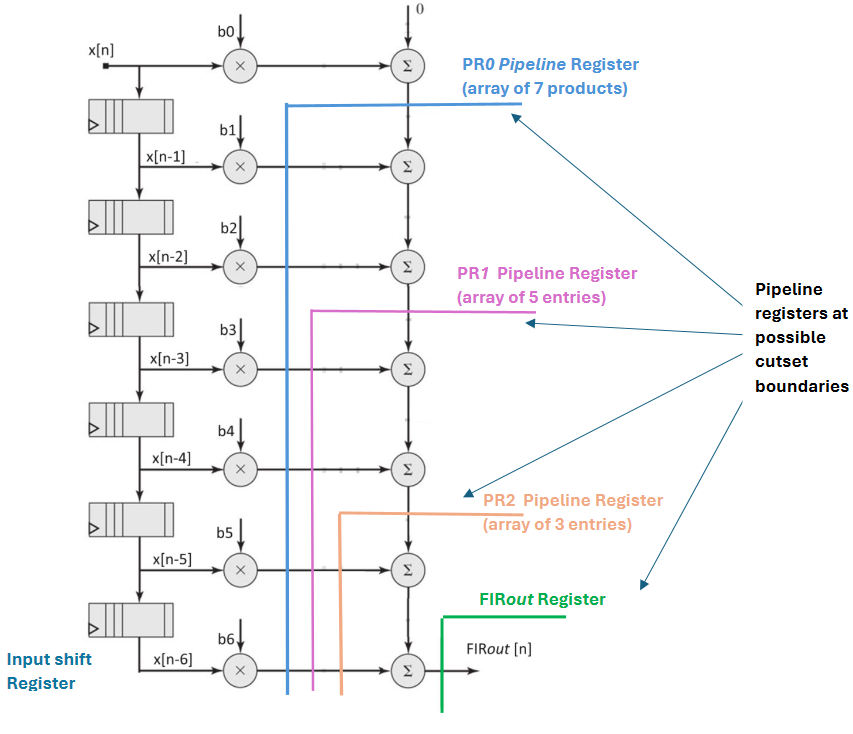 0
b0
x[n]
×
Σ
PR0 Pipeline Register
(array of 7 products)
b1
x[n-1]
×
Σ
b2
x[n-2]
×
Σ
PR1 Pipeline Register
(array of 5 entries)
Pipeline
registers at
possible
cutset
boundaries
b3
x[n-3]
×
Σ
b4
x[n-4]
×
Σ
PR2 Pipeline Register
(array of 3 entries)
b5
x[n-5]
×
Σ
FIRout Register
b6
x[n-6]
×
Σ
FIRout [n]
Input shift
Register